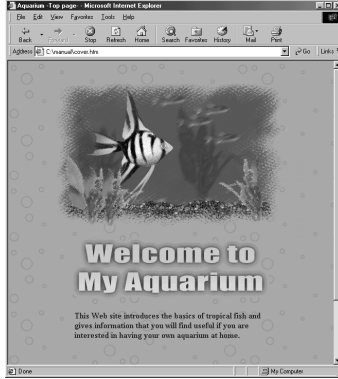 Aquarium -Top page- - Microsoft Internet Explorer
File Edit View Favorites Tools Help
Back Forward Stop Refresh Home Search Favorites History Mail Print
Address C:\manual\cover.htm Go Links
Welcome to
My Aquarium
This Web site introduces the basics of tropical fish and
gives information that you will find useful if you are
interested in having your own aquarium at home.
Done My Computer